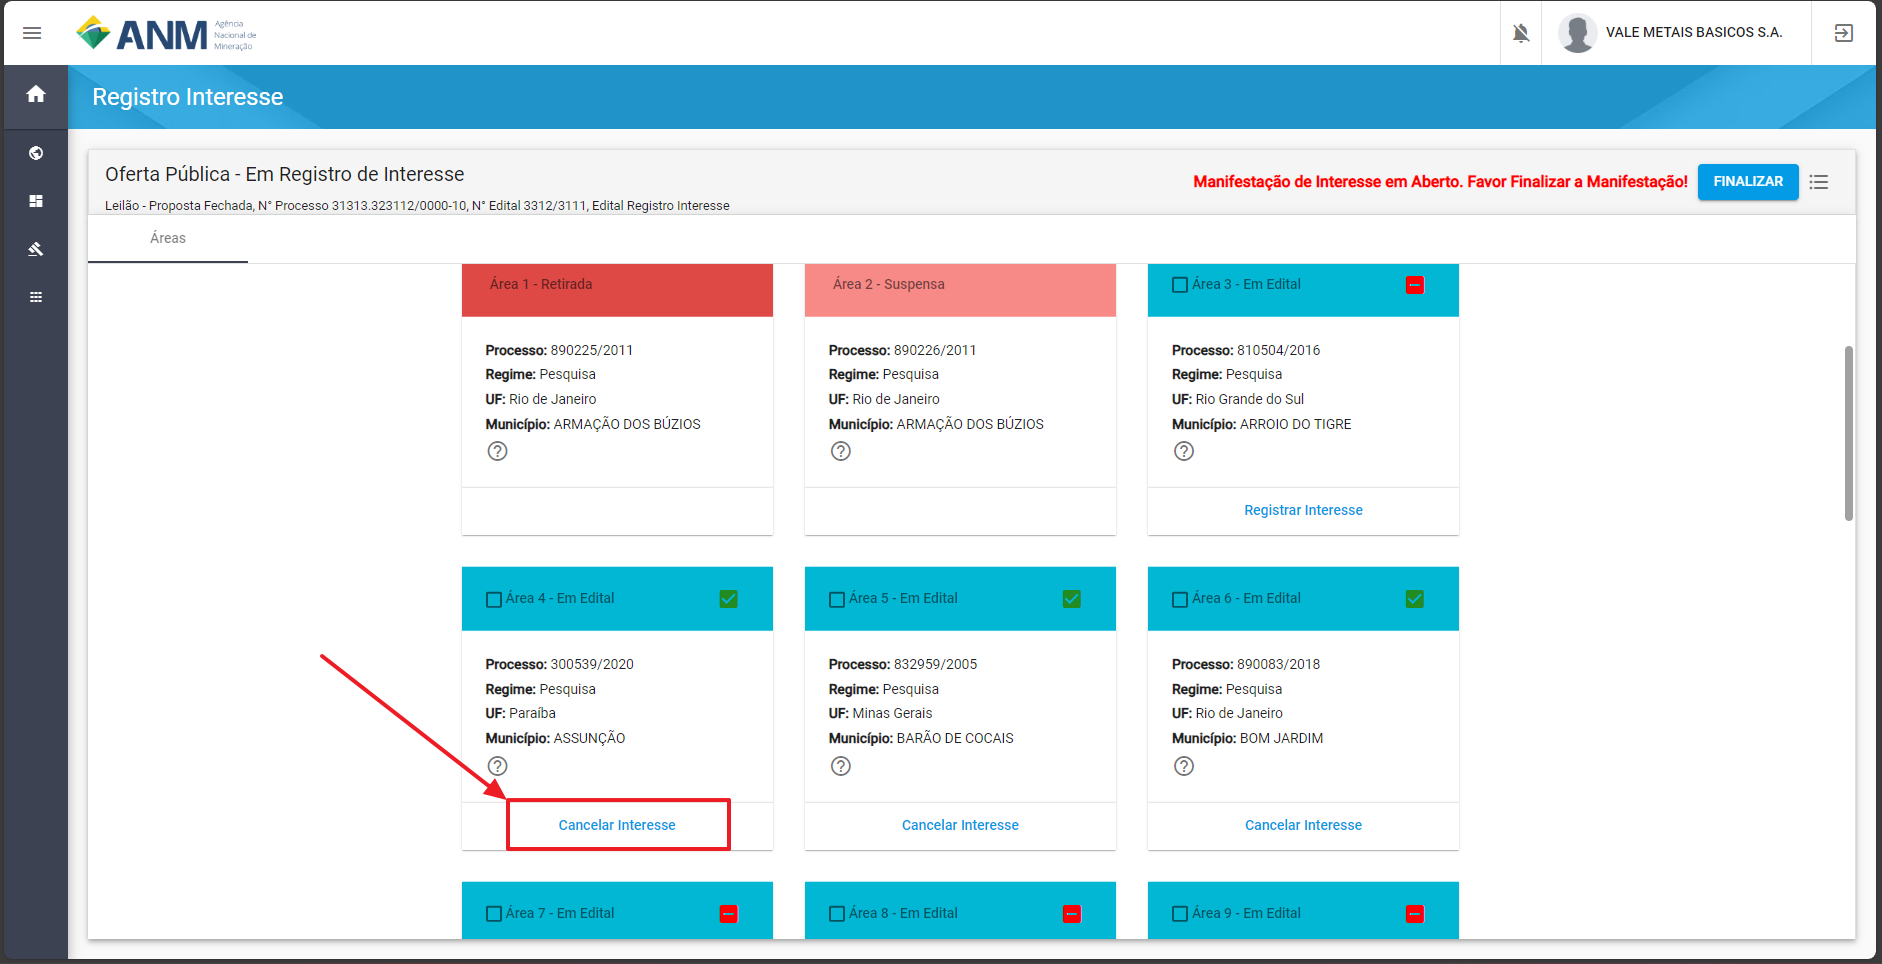 ANM
Agência
Nacional de
Mineração
VALE METAIS BASICOS S.A.
Registro Interesse
Oferta Pública - Em Registro de Interesse
Manifestação de Interesse em Aberto. Favor Finalizar a Manifestação!
FINALIZAR
Leilão - Proposta Fechada, N° Processo 31313.323112/0000-10, N° Edital 3312/3111, Edital Registro Interesse
Áreas
Área 1 - Retirada
Processo: 890225/2011
Regime: Pesquisa
UF: Rio de Janeiro
Município: ARMAÇÃO DOS BÚZIOS
?
Área 2 - Suspensa
Processo: 890226/2011
Regime: Pesquisa
UF: Rio de Janeiro
Município: ARMAÇÃO DOS BÚZIOS
?
Área 3 - Em Edital
Processo: 810504/2016
Regime: Pesquisa
UF: Rio Grande do Sul
Município: ARROIO DO TIGRE
?
Registrar Interesse
Área 4 - Em Edital
Processo: 300539/2020
Regime: Pesquisa
UF: Paraíba
Município: ASSUNÇÃO
?
Cancelar Interesse
Área 5 - Em Edital
Processo: 832959/2005
Regime: Pesquisa
UF: Minas Gerais
Município: BARÃO DE COCAIS
?
Cancelar Interesse
Área 6 - Em Edital
Processo: 890083/2018
Regime: Pesquisa
UF: Rio de Janeiro
Município: BOM JARDIM
?
Cancelar Interesse
Área 7 - Em Edital
Área 8 - Em Edital
Área 9 - Em Edital